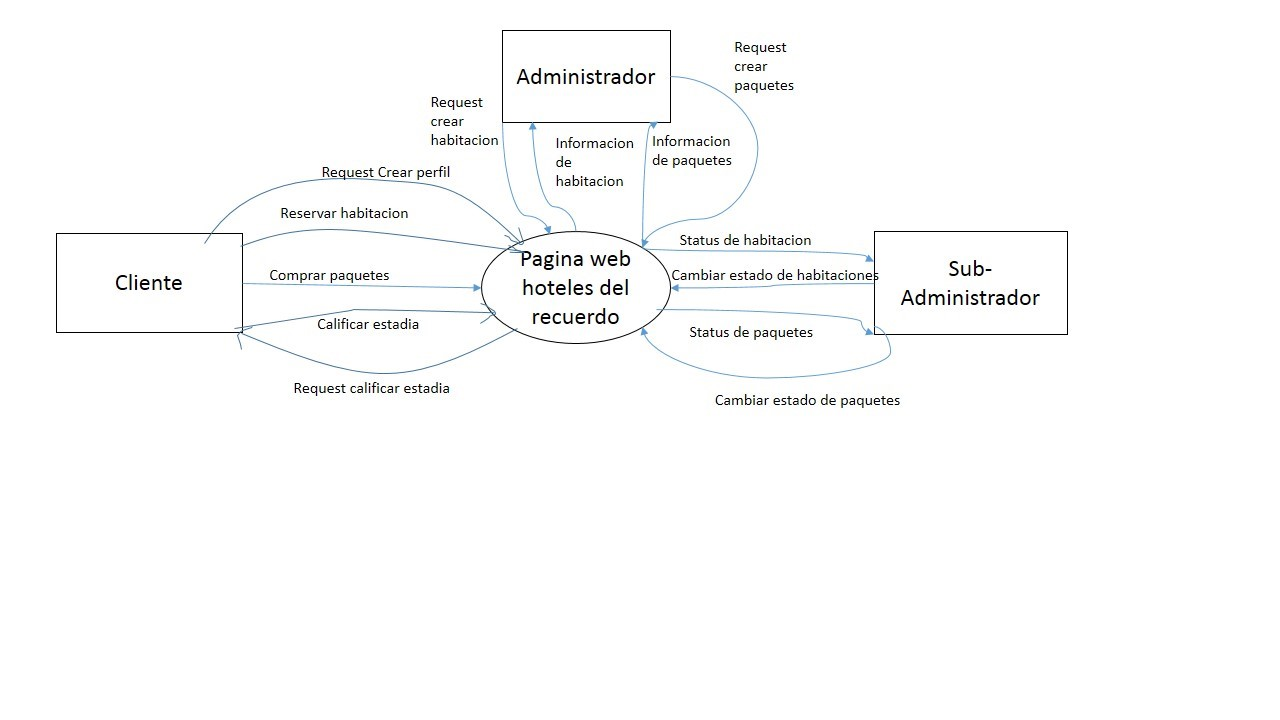 Administrador
Request
crear
paquetes
Request
crear
habitacion
Informacion
de
habitacion
Informacion
de paquetes
Request Crear perfil
Reservar habitacion
Comprar paquetes
Calificar estadia
Request calificar estadia
Cliente
Pagina web
hoteles del
recuerdo
Status de habitacion
Cambiar estado de habitaciones
Status de paquetes
Cambiar estado de paquetes
Sub-
Administrador